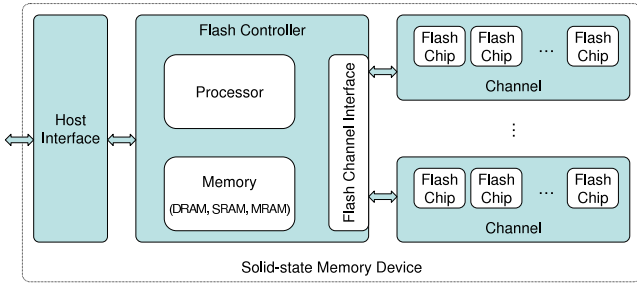 Host
Interface
Flash Controller
Processor
Memory
(DRAM, SRAM, MRAM)
Flash Channel Interface
Flash
Chip
Flash
Chip
...
Flash
Chip
Channel
...
Flash
Chip
Flash
Chip
...
Flash
Chip
Channel
Solid-state Memory Device